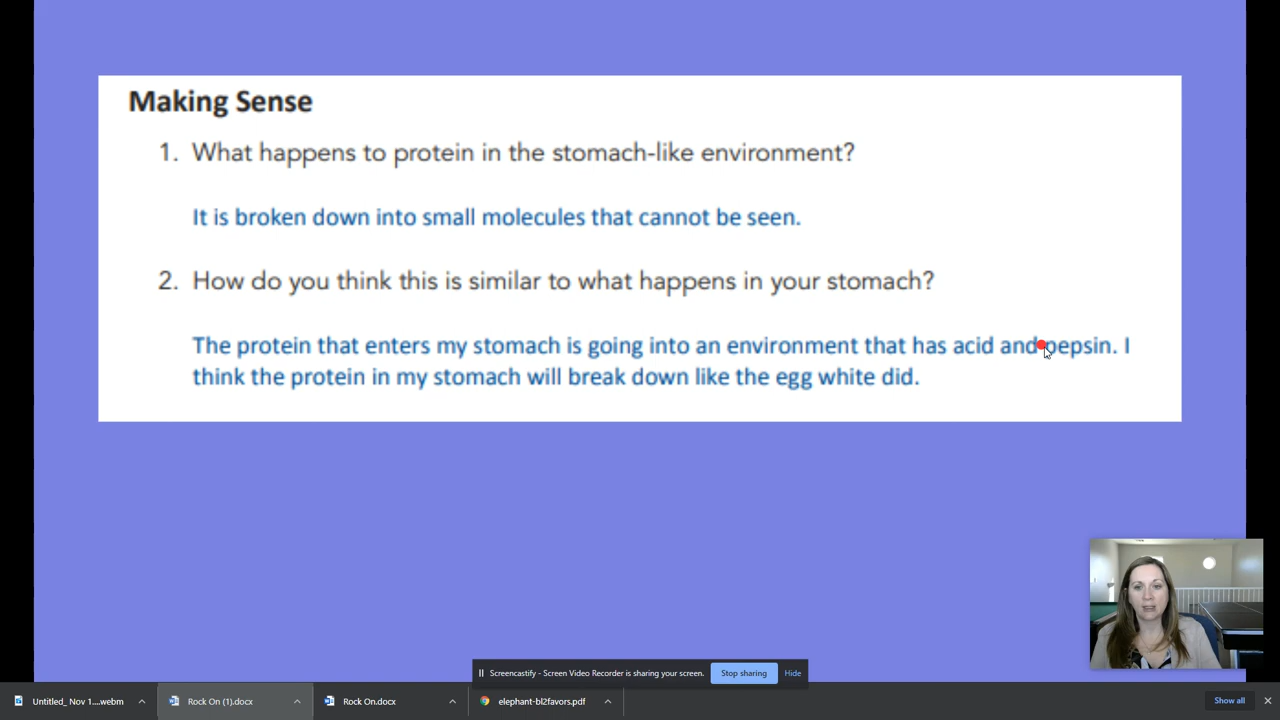 Making Sense
1. What happens to protein in the stomach-like environment?
It is broken down into small molecules that cannot be seen.
2. How do you think this is similar to what happens in your stomach?
The protein that enters my stomach is going into an environment that has acid and pepsin. I
think the protein in my stomach will break down like the egg white did.
Screencastify - Screen Video Recorder is sharing your screen. Stop sharing Hide
Untitled_ Nov 1....webm Rock On (1).docx Rock On.docx elephant-bl2favors.pdf Show all